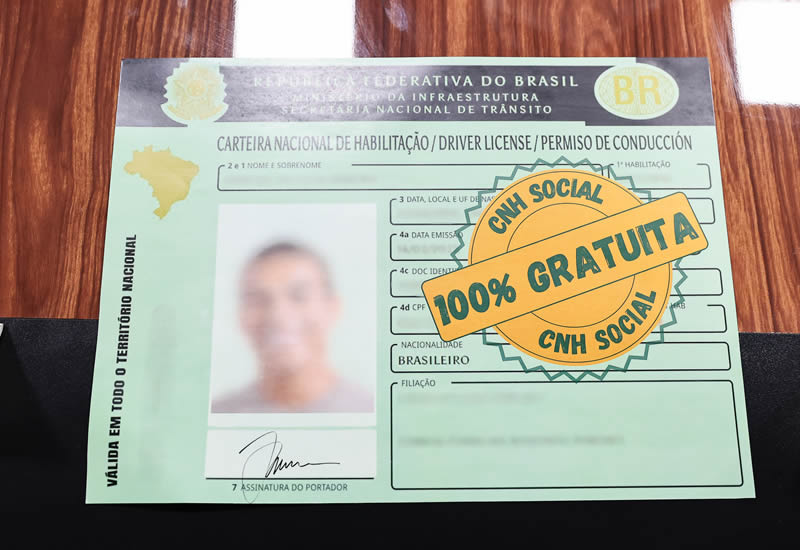 REPÚBLICA FEDERATIVA DO BRASIL
MINISTÉRIO DA INFRAESTRUTURA
SECRETARIA NACIONAL DE TRÂNSITO
BR
CARTEIRA NACIONAL DE HABILITAÇÃO / DRIVER LICENSE / PERMISO DE CONDUCCIÓN
2 e 1 NOME E SOBRENOME
1ª HABILITAÇÃO
3 DATA, LOCAL E UF DE NAS
4a DATA EMISSÃO
4c DOC IDENTI
4d CPF
HAB
NACIONALIDADE
BRASILEIRO
FILIAÇÃO
7 ASSINATURA DO PORTADOR
VÁLIDA EM TODO O TERRITÓRIO NACIONAL
CNH SOCIAL
100% GRATUITA
CNH SOCIAL